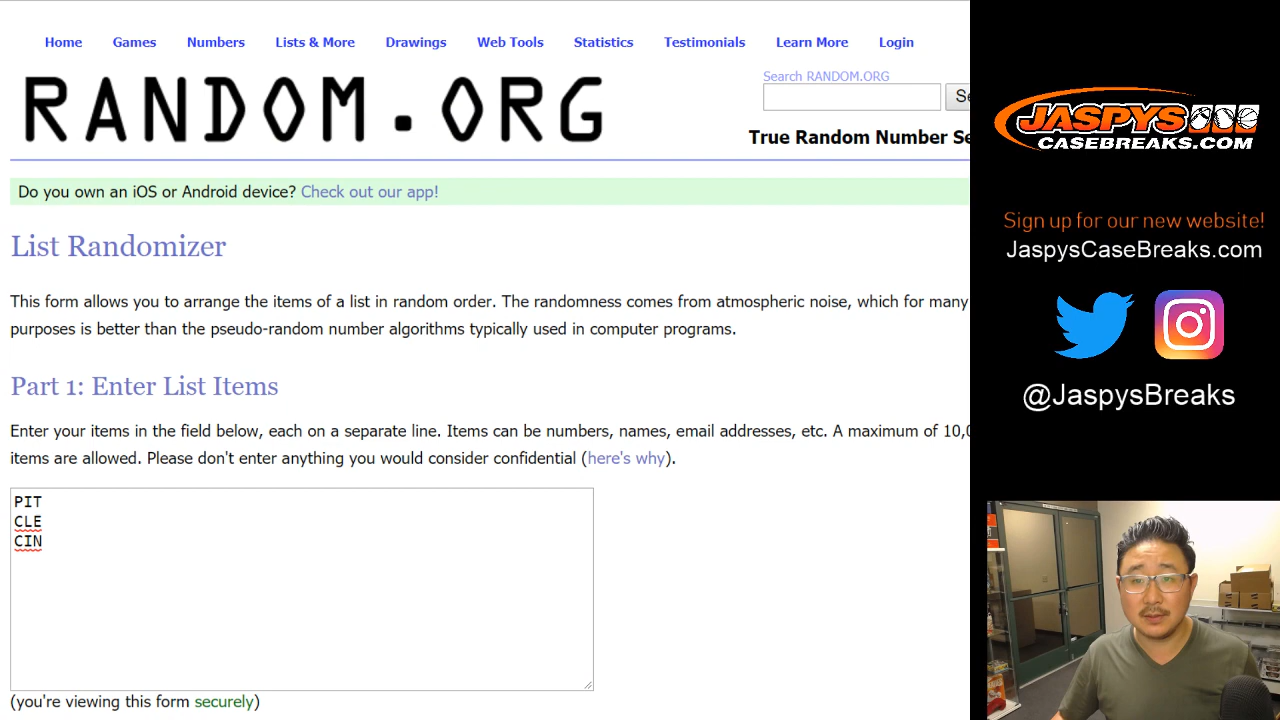 Home Games Numbers Lists & More Drawings Web Tools Statistics Testimonials Learn More Login
RANDOM.ORG
Search RANDOM.ORG
True Random Number Se
Do you own an iOS or Android device? Check out our app!
List Randomizer
This form allows you to arrange the items of a list in random order. The randomness comes from atmospheric noise, which for many
purposes is better than the pseudo-random number algorithms typically used in computer programs.
Part 1: Enter List Items
Enter your items in the field below, each on a separate line. Items can be numbers, names, email addresses, etc. A maximum of 10,0
items are allowed. Please don't enter anything you would consider confidential (here's why).
PIT
CLE
CIN
(you're viewing this form securely)
JASPYS
CASEBREAKS.COM
Sign up for our new website!
JaspysCaseBreaks.com
@JaspysBreaks